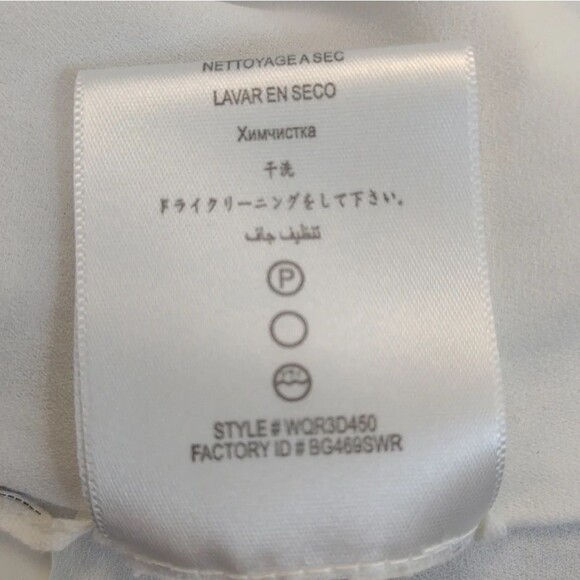 NETTOYAGE A SEC
LAVAR EN SECO
Химчистка
干洗
ドライクリーニングをして下さい。
تنظيف جاف
P
STYLE # WQR3D450
FACTORY ID # BG469SWR